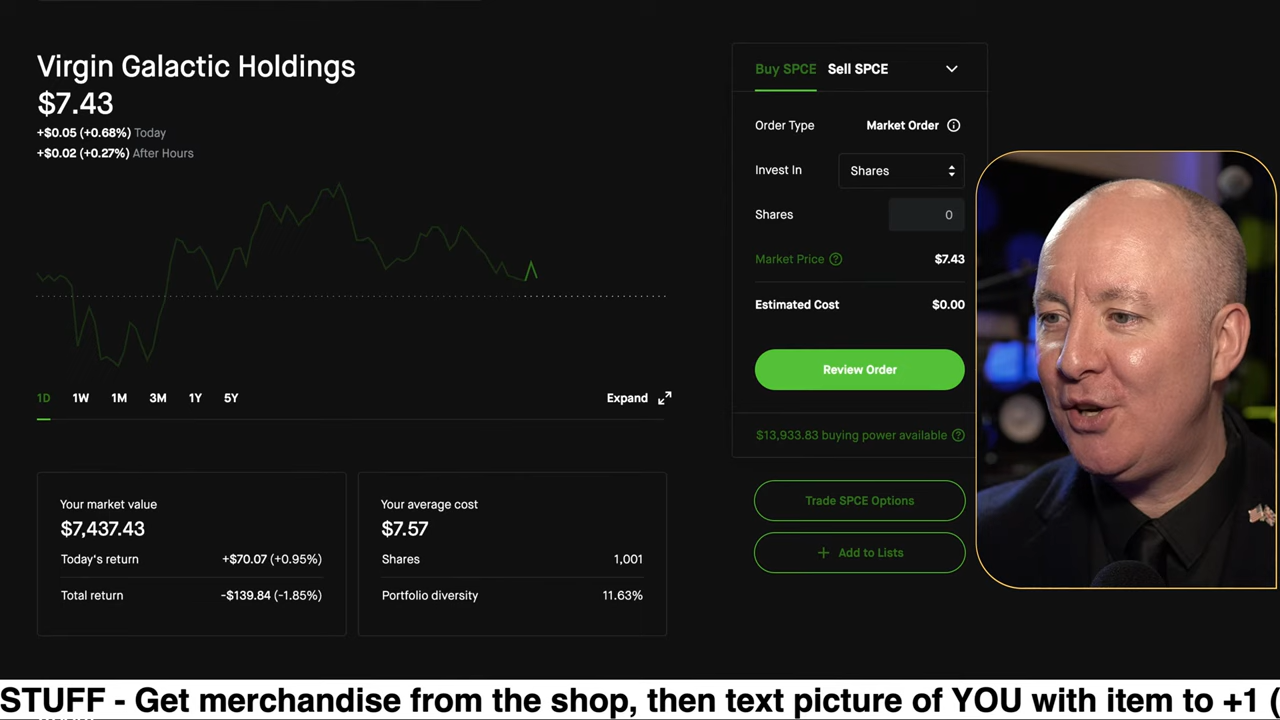 Virgin Galactic Holdings
$7.43
+$0.05 (+0.68%) Today
+$0.02 (+0.27%) After Hours
1D 1W 1M 3M 1Y 5Y Expand
Your market value
$7,437.43
Today's return +$70.07 (+0.95%)
Total return -$139.84 (-1.85%)
Your average cost
$7.57
Shares 1,001
Portfolio diversity 11.63%
Buy SPCE Sell SPCE
Order Type Market Order
Invest In Shares
Shares 0
Market Price $7.43
Estimated Cost $0.00
Review Order
$13,933.83 buying power available
Trade SPCE Options
+ Add to Lists
STUFF - Get merchandise from the shop, then text picture of YOU with item to +1 (